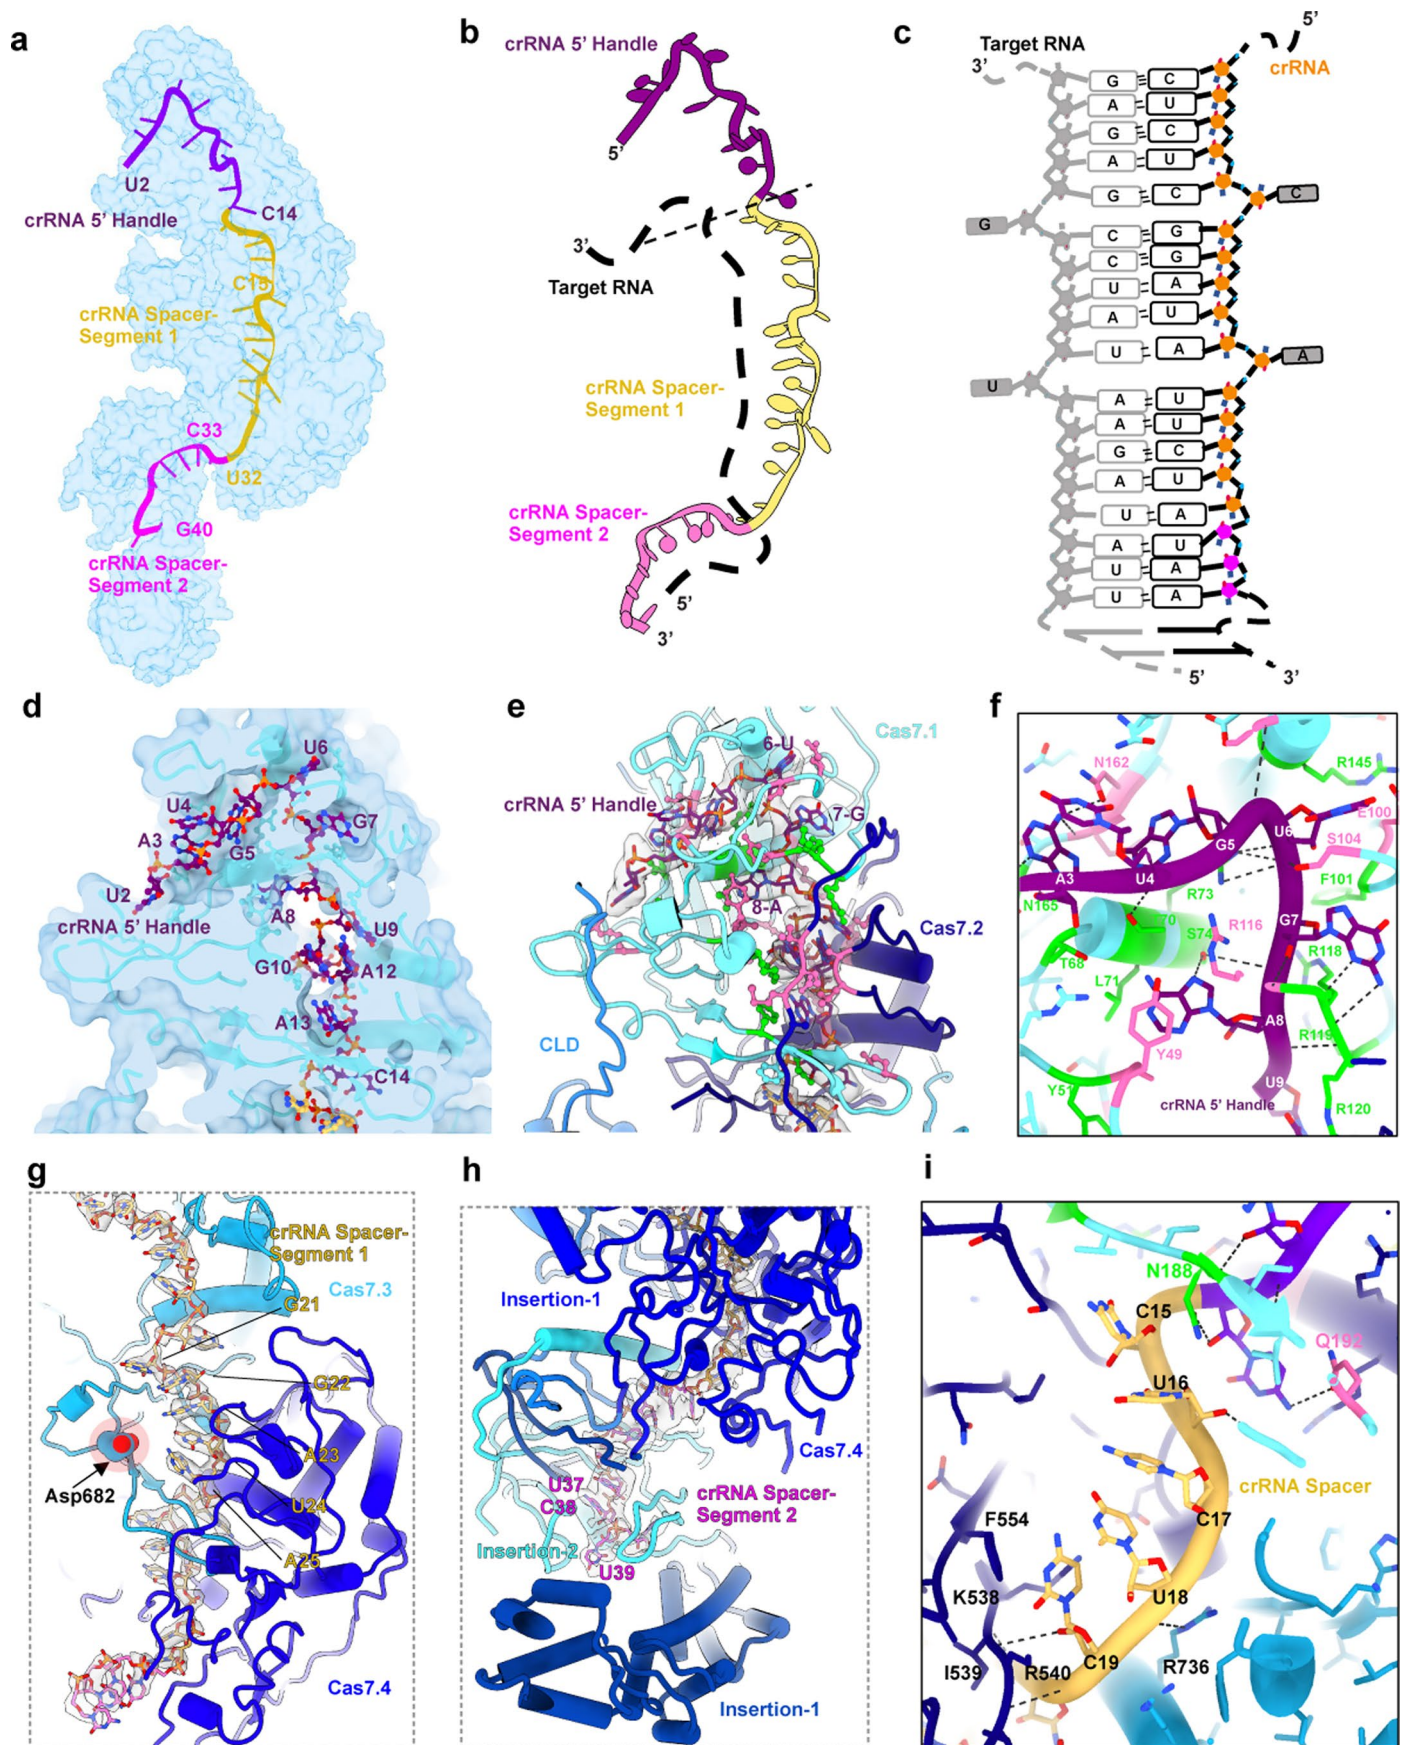 a
U2
crRNA 5’ Handle
C14
C15
crRNA Spacer-
Segment 1
C33
U32
G40
crRNA Spacer-
Segment 2
b
crRNA 5’ Handle
5’
3’
Target RNA
crRNA Spacer-
Segment 1
crRNA Spacer-
Segment 2
5’
3’
c
5’
Target RNA
3’
crRNA
G C
A U
G C
A U
G C
C
G
C G
C G
U A
A U
U A
A
U
A U
A U
G C
A U
U A
A U
U A
U A
5’
3’
d
U6
U4
G7
A3
G5
U2
A8
crRNA 5’ Handle
U9
G10
A12
A13
C14
e
Cas7.1
6-U
crRNA 5’ Handle
7-G
8-A
Cas7.2
CLD
f
N162
R145
E100
U6
G5
S104
A3
U4
R73
F101
N165
G7
S74
R116
T68
R118
L71
A8
R119
Y49
Y51
U9
crRNA 5’ Handle
R120
g
crRNA Spacer-
Segment 1
Cas7.3
G21
G22
A23
Asp682
U24
A25
Cas7.4
h
Insertion-1
Cas7.4
U37
C38
crRNA Spacer-
Segment 2
Insertion-2
U39
Insertion-1
i
N188
C15
Q192
U16
crRNA Spacer
C17
F554
K538
U18
I539
R540
C19
R736